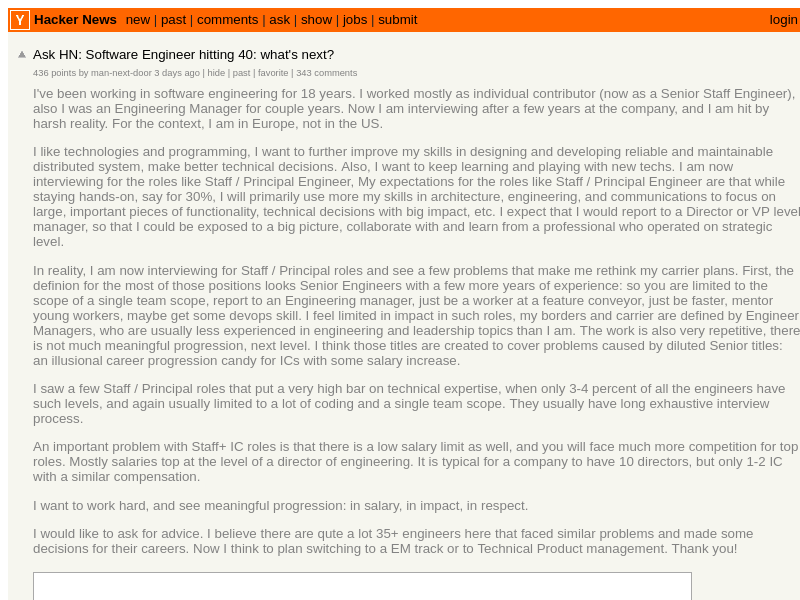 Y Hacker News new | past | comments | ask | show | jobs | submit login
Ask HN: Software Engineer hitting 40: what's next?
436 points by man-next-door 3 days ago | hide | past | favorite | 343 comments
I've been working in software engineering for 18 years. I worked mostly as individual contributor (now as a Senior Staff Engineer),
also I was an Engineering Manager for couple years. Now I am interviewing after a few years at the company, and I am hit by
harsh reality. For the context, I am in Europe, not in the US.
I like technologies and programming, I want to further improve my skills in designing and developing reliable and maintainable
distributed system, make better technical decisions. Also, I want to keep learning and playing with new techs. I am now
interviewing for the roles like Staff / Principal Engineer, My expectations for the roles like Staff / Principal Engineer are that while
staying hands-on, say for 30%, I will primarily use more my skills in architecture, engineering, and communications to focus on
large, important pieces of functionality, technical decisions with big impact, etc. I expect that I would report to a Director or VP level
manager, so that I could be exposed to a big picture, collaborate with and learn from a professional who operated on strategic
level.
In reality, I am now interviewing for Staff / Principal roles and see a few problems that make me rethink my carrier plans. First, the
definion for the most of those positions looks Senior Engineers with a few more years of experience: so you are limited to the
scope of a single team scope, report to an Engineering manager, just be a worker at a feature conveyor, just be faster, mentor
young workers, maybe get some devops skill. I feel limited in impact in such roles, my borders and carrier are defined by Engineer
Managers, who are usually less experienced in engineering and leadership topics than I am. The work is also very repetitive, there
is not much meaningful progression, next level. I think those titles are created to cover problems caused by diluted Senior titles:
an illusional career progression candy for ICs with some salary increase.
I saw a few Staff / Principal roles that put a very high bar on technical expertise, when only 3-4 percent of all the engineers have
such levels, and again usually limited to a lot of coding and a single team scope. They usually have long exhaustive interview
process.
An important problem with Staff+ IC roles is that there is a low salary limit as well, and you will face much more competition for top
roles. Mostly salaries top at the level of a director of engineering. It is typical for a company to have 10 directors, but only 1-2 IC
with a similar compensation.
I want to work hard, and see meaningful progression: in salary, in impact, in respect.
I would like to ask for advice. I believe there are qute a lot 35+ engineers here that faced similar problems and made some
decisions for their careers. Now I think to plan switching to a EM track or to Technical Product management. Thank you!